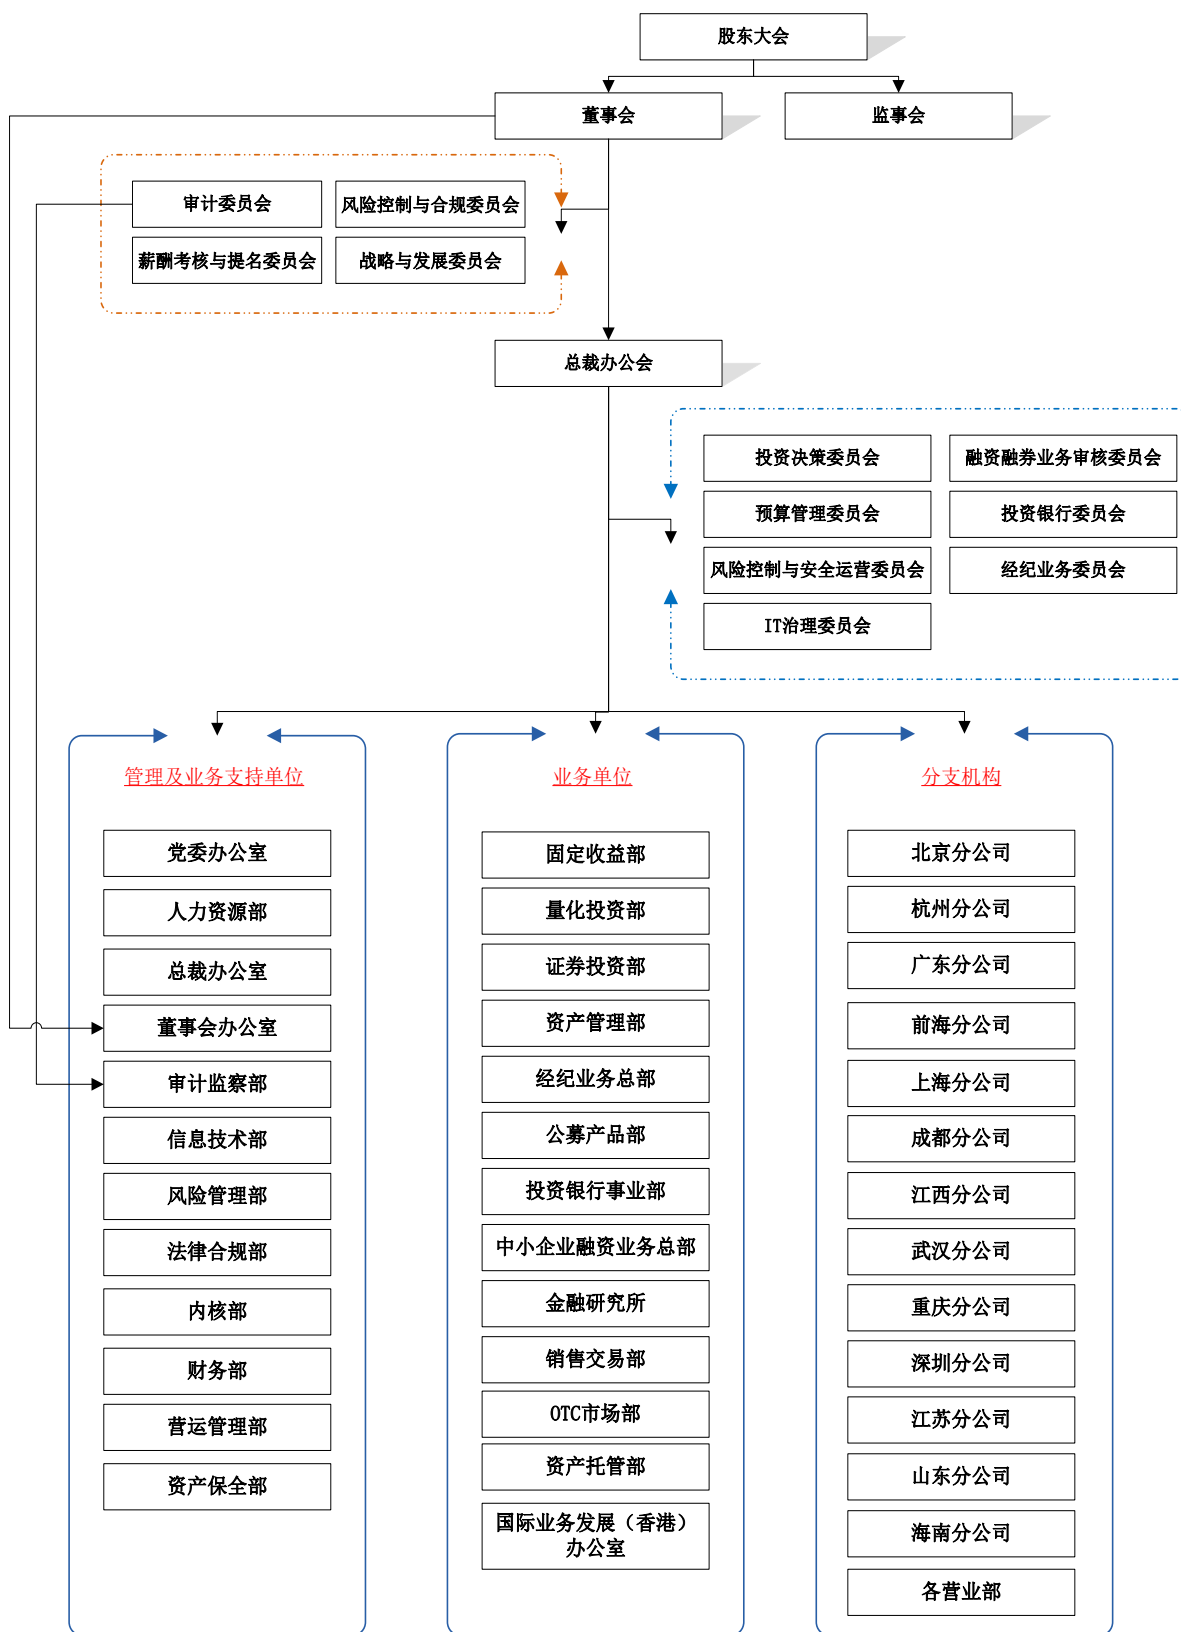 股东大会
董事会
监事会
审计委员会
风险控制与合规委员会
薪酬考核与提名委员会
战略与发展委员会
总裁办公会
投资决策委员会
融资融券业务审核委员会
预算管理委员会
投资银行委员会
风险控制与安全运营委员会
经纪业务委员会
IT治理委员会
管理及业务支持单位
党委办公室
人力资源部
总裁办公室
董事会办公室
审计监察部
信息技术部
风险管理部
法律合规部
内核部
财务部
营运管理部
资产保全部
业务单位
固定收益部
量化投资部
证券投资部
资产管理部
经纪业务总部
公募产品部
投资银行事业部
中小企业融资业务总部
金融研究所
销售交易部
OTC市场部
资产托管部
国际业务发展（香港）
办公室
分支机构
北京分公司
杭州分公司
广东分公司
前海分公司
上海分公司
成都分公司
江西分公司
武汉分公司
重庆分公司
深圳分公司
江苏分公司
山东分公司
海南分公司
各营业部